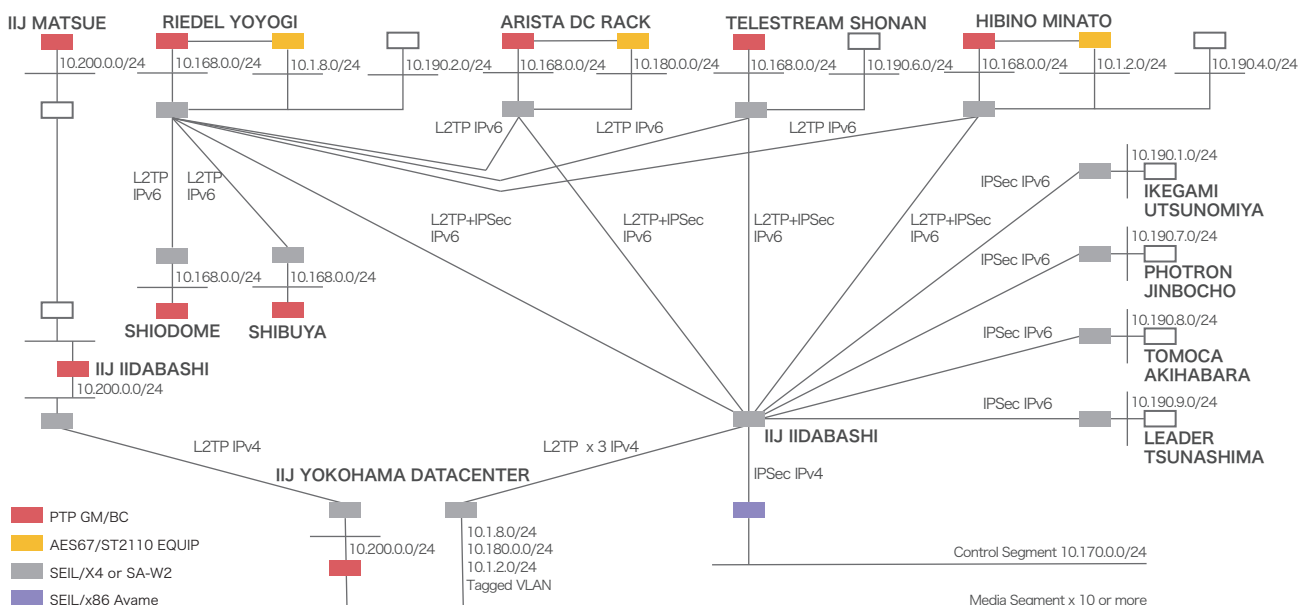 IIJ MATSUE
RIEDEL YOYOGI
ARISTA DC RACK
TELESTREAM SHONAN
HIBINO MINATO
10.200.0.0/24
10.168.0.0/24
10.1.8.0/24
10.190.2.0/24
10.168.0.0/24
10.180.0.0/24
10.168.0.0/24
10.190.6.0/24
10.168.0.0/24
10.1.2.0/24
10.190.4.0/24
L2TP IPv6
L2TP IPv6
L2TP IPv6
L2TP
IPv6
L2TP
IPv6
L2TP+IPSec
IPv6
L2TP+IPSec
IPv6
L2TP+IPSec
IPv6
L2TP+IPSec
IPv6
IPSec IPv6
10.190.1.0/24
IKEGAMI
UTSUNOMIYA
IPSec IPv6
10.190.7.0/24
PHOTRON
JINBOCHO
IPSec IPv6
10.190.8.0/24
TOMOCA
AKIHABARA
IPSec IPv6
10.190.9.0/24
LEADER
TSUNASHIMA
10.168.0.0/24
10.168.0.0/24
SHIODOME
SHIBUYA
IIJ IIDABASHI
10.200.0.0/24
IIJ IIDABASHI
L2TP IPv4
L2TP x 3 IPv4
IPSec IPv4
IIJ YOKOHAMA DATACENTER
10.200.0.0/24
10.1.8.0/24
10.180.0.0/24
10.1.2.0/24
Tagged VLAN
Control Segment 10.170.0.0/24
Media Segment x 10 or more
PTP GM/BC
AES67/ST2110 EQUIP
SEIL/X4 or SA-W2
SEIL/x86 Ayame